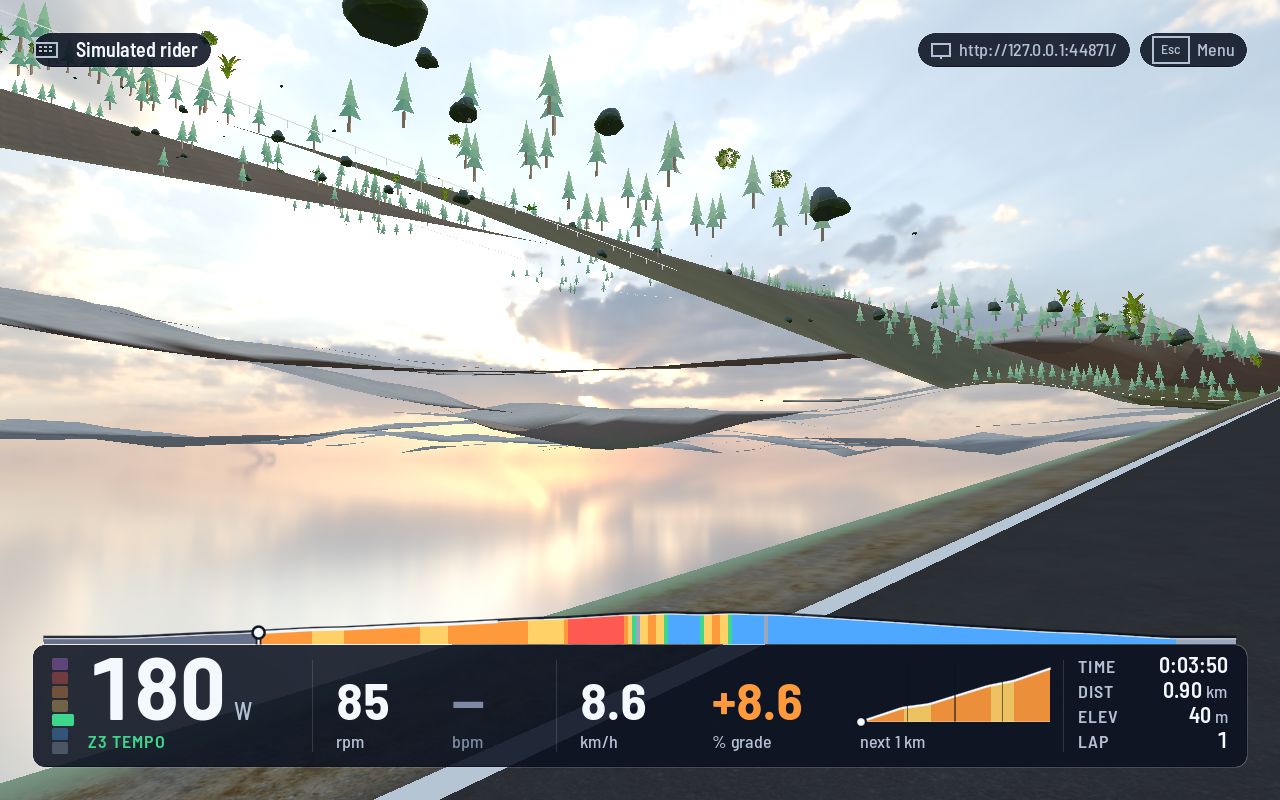 Simulated rider
http://127.0.0.1:44871/
Esc Menu
180 W
Z3 TEMPO
85
rpm
–
bpm
8.6
km/h
+8.6
% grade
next 1 km
TIME 0:03:50
DIST 0.90 km
ELEV 40 m
LAP 1